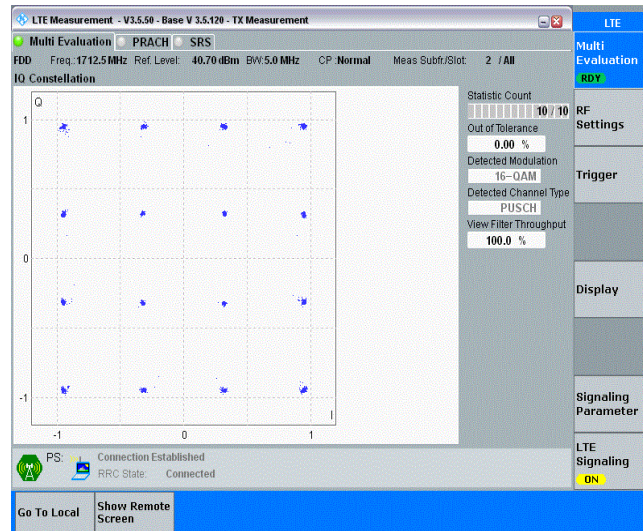 LTE Measurement - V3.5.50 - Base V 3.5.120 - TX Measurement
LTE
Multi Evaluation PRACH SRS
Multi
Evaluation
RDY
FDD Freq.: 1712.5 MHz Ref. Level: 40.70 dBm BW: 5.0 MHz CP: Normal Meas Subfr./Slot: 2 / All
IQ Constellation
Q
1
0
-1
I
-1 0 1
Statistic Count
10 / 10
Out of Tolerance
0.00 %
Detected Modulation
16-QAM
Detected Channel Type
PUSCH
View Filter Throughput
100.0 %
RF
Settings
Trigger
Display
Signaling
Parameter
LTE
Signaling
ON
PS: Connection Established
RRC State: Connected
Go To Local
Show Remote
Screen